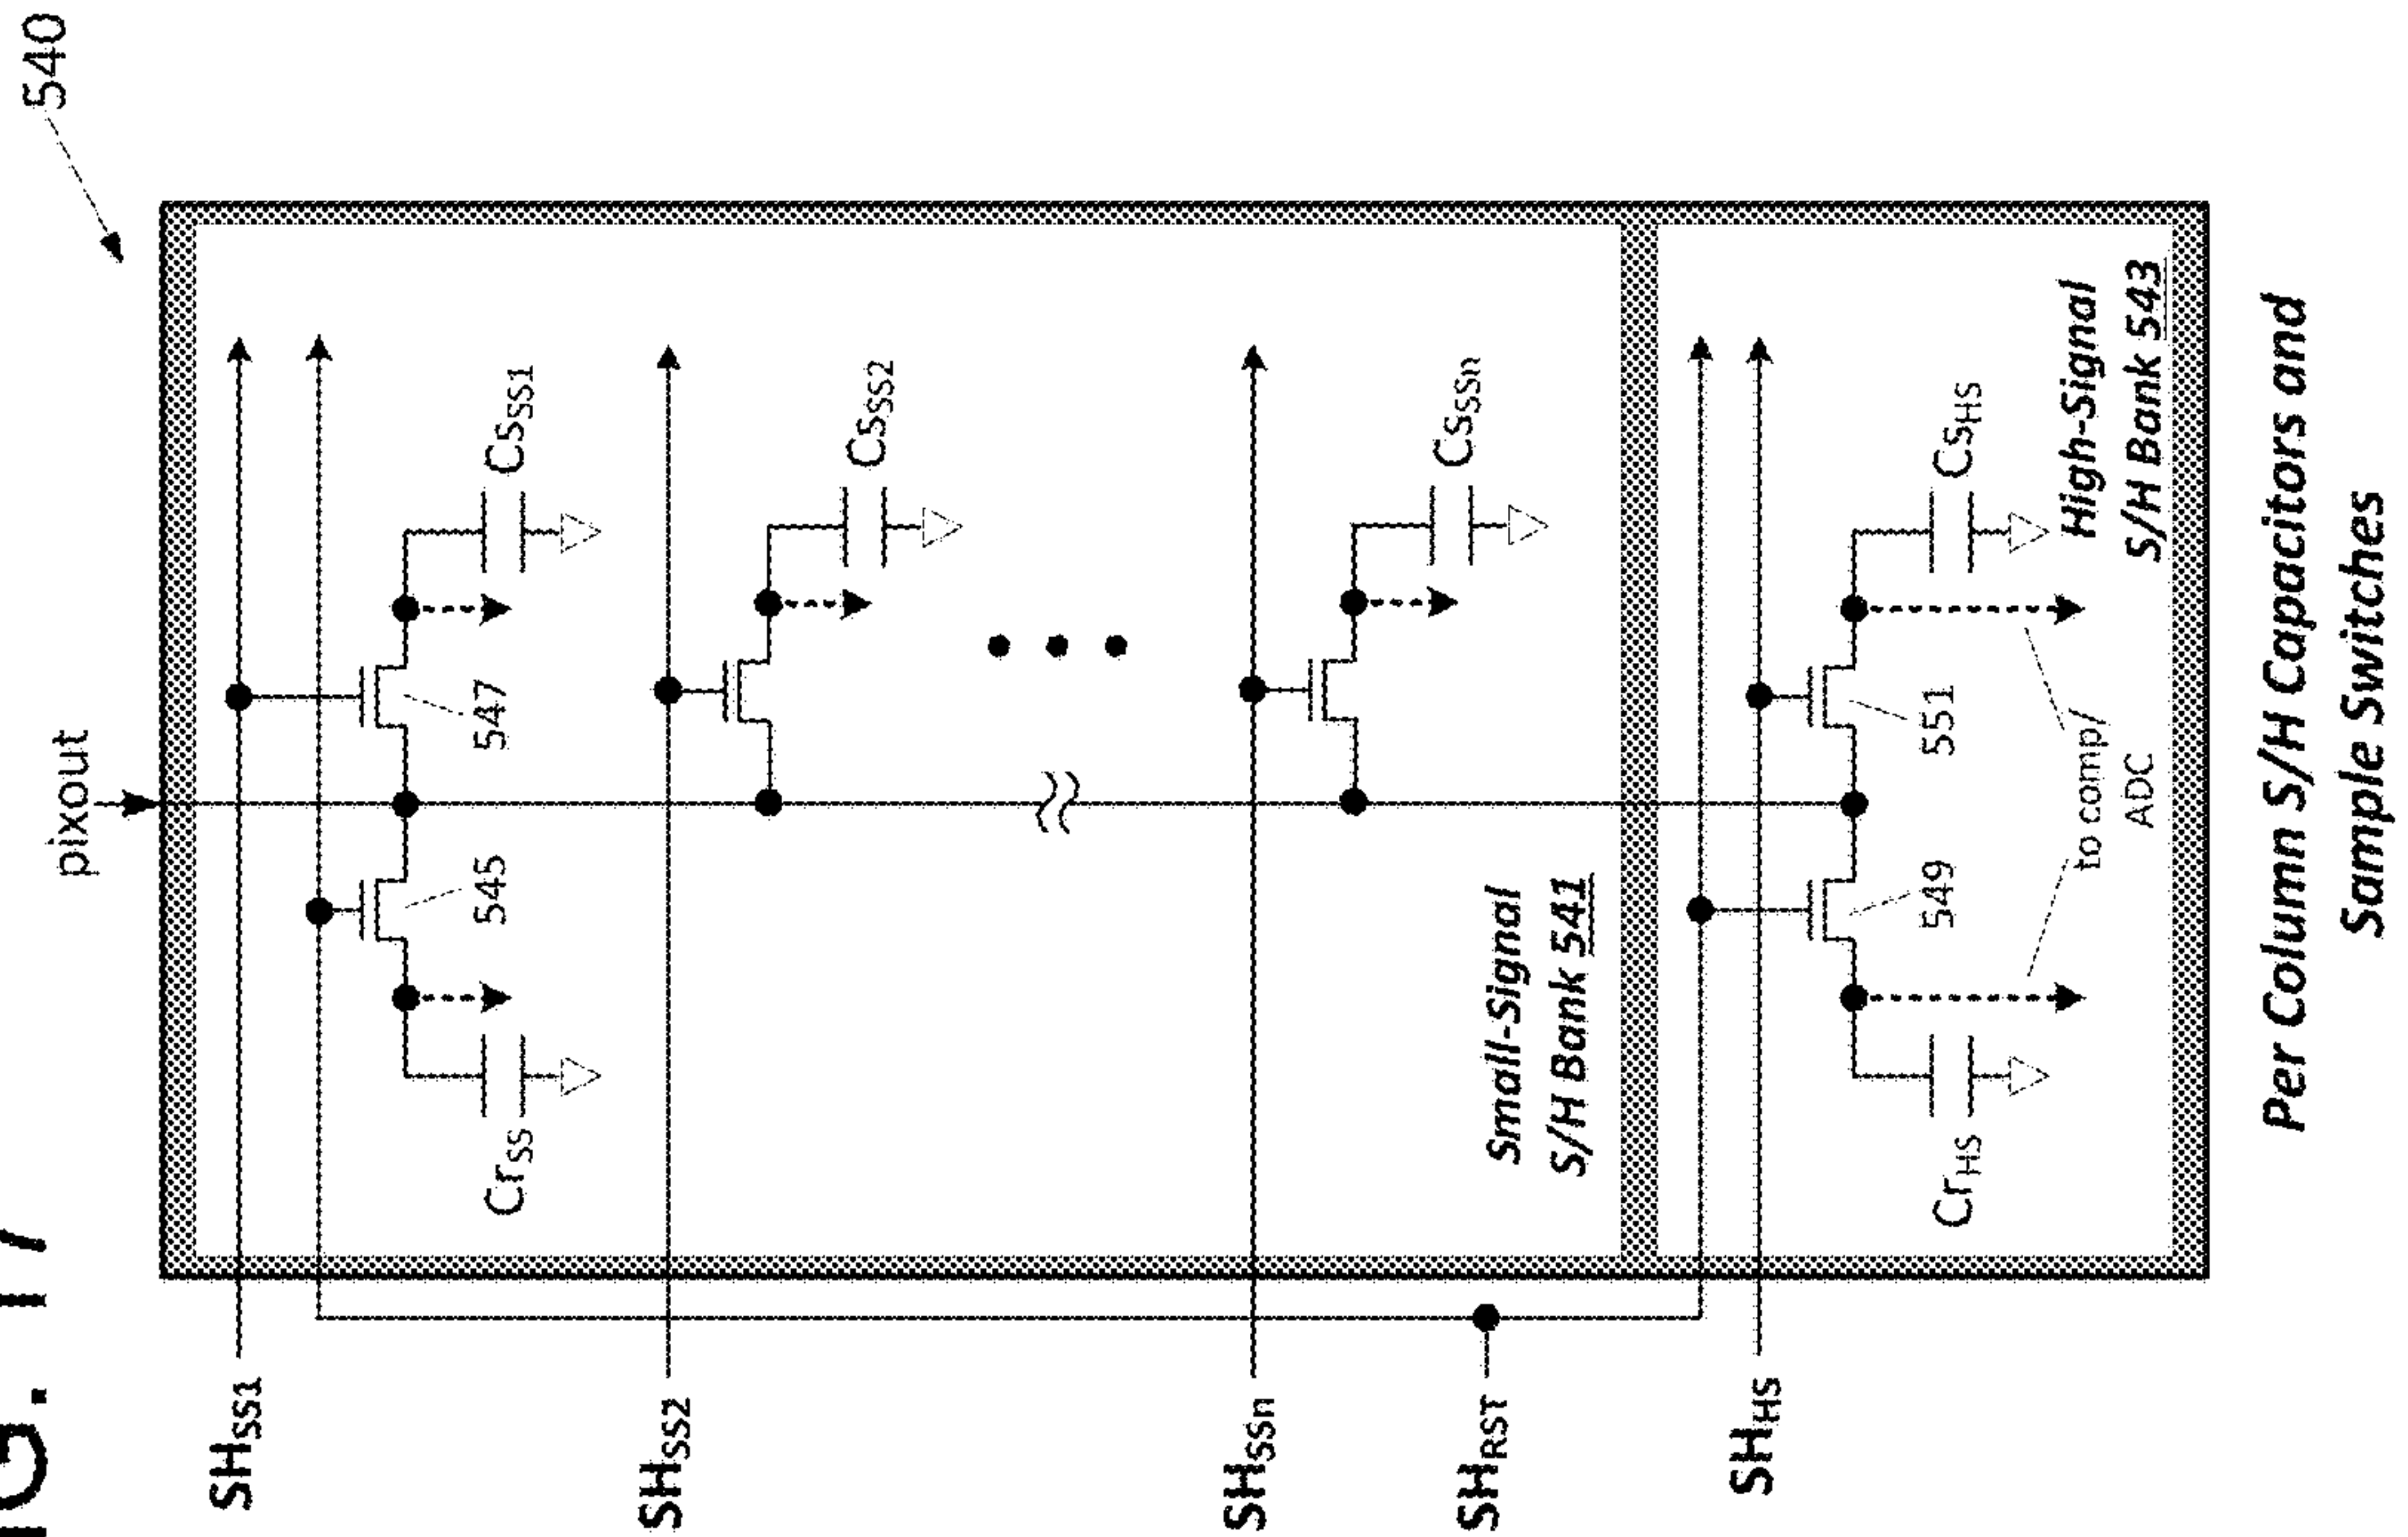 IG. 17
540
pixout
SHSS1
CrSS
545
547
CsSS1
SHSS2
CsSS2
SHSSn
CsSSn
Small-Signal
S/H Bank 541
SHRST
SHHS
CrHS
549
551
CsHS
to comp/
ADC
High-Signal
S/H Bank 543
Per Column S/H Capacitors and
Sample Switches